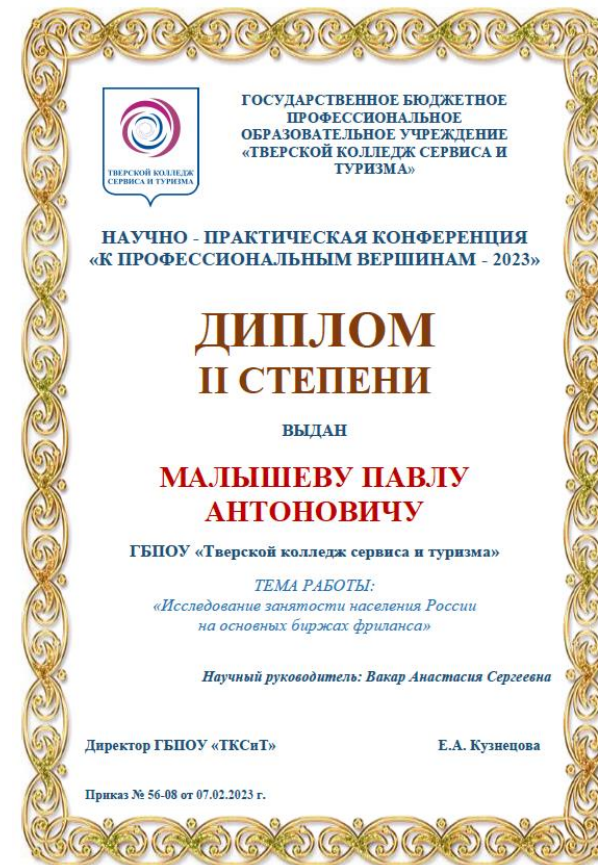 ТВЕРСКОЙ КОЛЛЕДЖ
СЕРВИСА И ТУРИЗМА
ГОСУДАРСТВЕННОЕ БЮДЖЕТНОЕ
ПРОФЕССИОНАЛЬНОЕ
ОБРАЗОВАТЕЛЬНОЕ УЧРЕЖДЕНИЕ
«ТВЕРСКОЙ КОЛЛЕДЖ СЕРВИСА И
ТУРИЗМА»
НАУЧНО - ПРАКТИЧЕСКАЯ КОНФЕРЕНЦИЯ
«К ПРОФЕССИОНАЛЬНЫМ ВЕРШИНАМ - 2023»
ДИПЛОМ
II СТЕПЕНИ
ВЫДАН
МАЛЫШЕВУ ПАВЛУ
АНТОНОВИЧУ
ГБПОУ «Тверской колледж сервиса и туризма»
ТЕМА РАБОТЫ:
«Исследование занятости населения России
на основных биржах фриланса»
Научный руководитель: Вакар Анастасия Сергеевна
Директор ГБПОУ «ТКСиТ» Е.А. Кузнецова
Приказ № 56-08 от 07.02.2023 г.